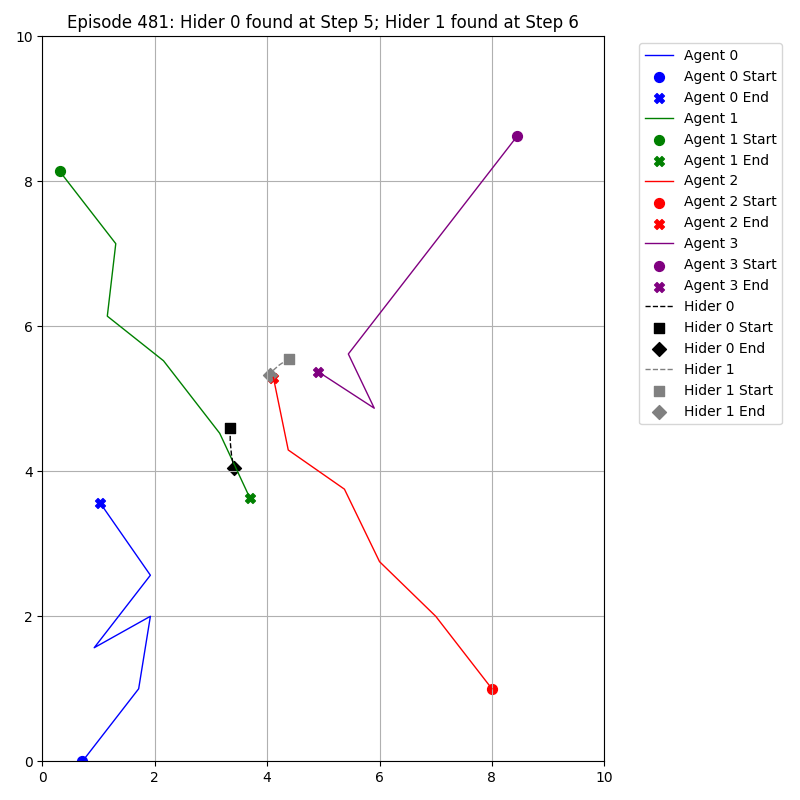 Episode 481: Hider 0 found at Step 5; Hider 1 found at Step 6
10
8
6
4
2
0
0
2
4
6
8
10
Agent 0
Agent 0 Start
Agent 0 End
Agent 1
Agent 1 Start
Agent 1 End
Agent 2
Agent 2 Start
Agent 2 End
Agent 3
Agent 3 Start
Agent 3 End
Hider 0
Hider 0 Start
Hider 0 End
Hider 1
Hider 1 Start
Hider 1 End